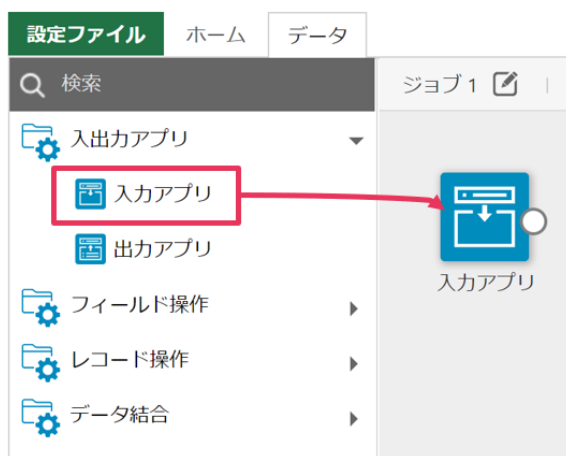 設定ファイル ホーム データ
検索
ジョブ 1
入出力アプリ
入力アプリ
出力アプリ
入力アプリ
フィールド操作
レコード操作
データ結合